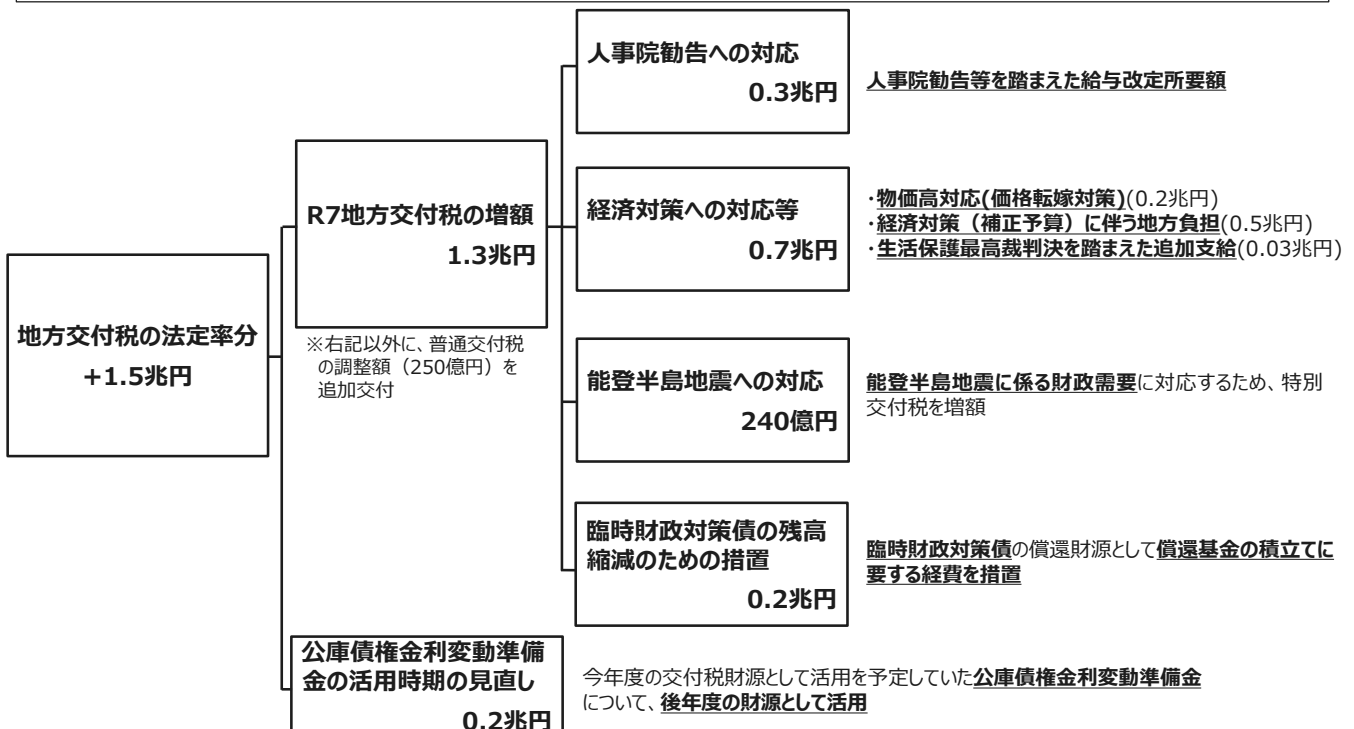 地方交付税の法定率分
+1.5兆円
R7地方交付税の増額
1.3兆円
※右記以外に、普通交付税
の調整額（250億円）を
追加交付
人事院勧告への対応
0.3兆円
人事院勧告等を踏まえた給与改定所要額
経済対策への対応等
0.7兆円
・物価高対応(価格転嫁対策)(0.2兆円)
・経済対策（補正予算）に伴う地方負担(0.5兆円)
・生活保護最高裁判決を踏まえた追加支給(0.03兆円)
能登半島地震への対応
240億円
能登半島地震に係る財政需要に対応するため、特別
交付税を増額
臨時財政対策債の残高
縮減のための措置
0.2兆円
臨時財政対策債の償還財源として償還基金の積立てに
要する経費を措置
公庫債権金利変動準備
金の活用時期の見直し
0.2兆円
今年度の交付税財源として活用を予定していた公庫債権金利変動準備金
について、後年度の財源として活用